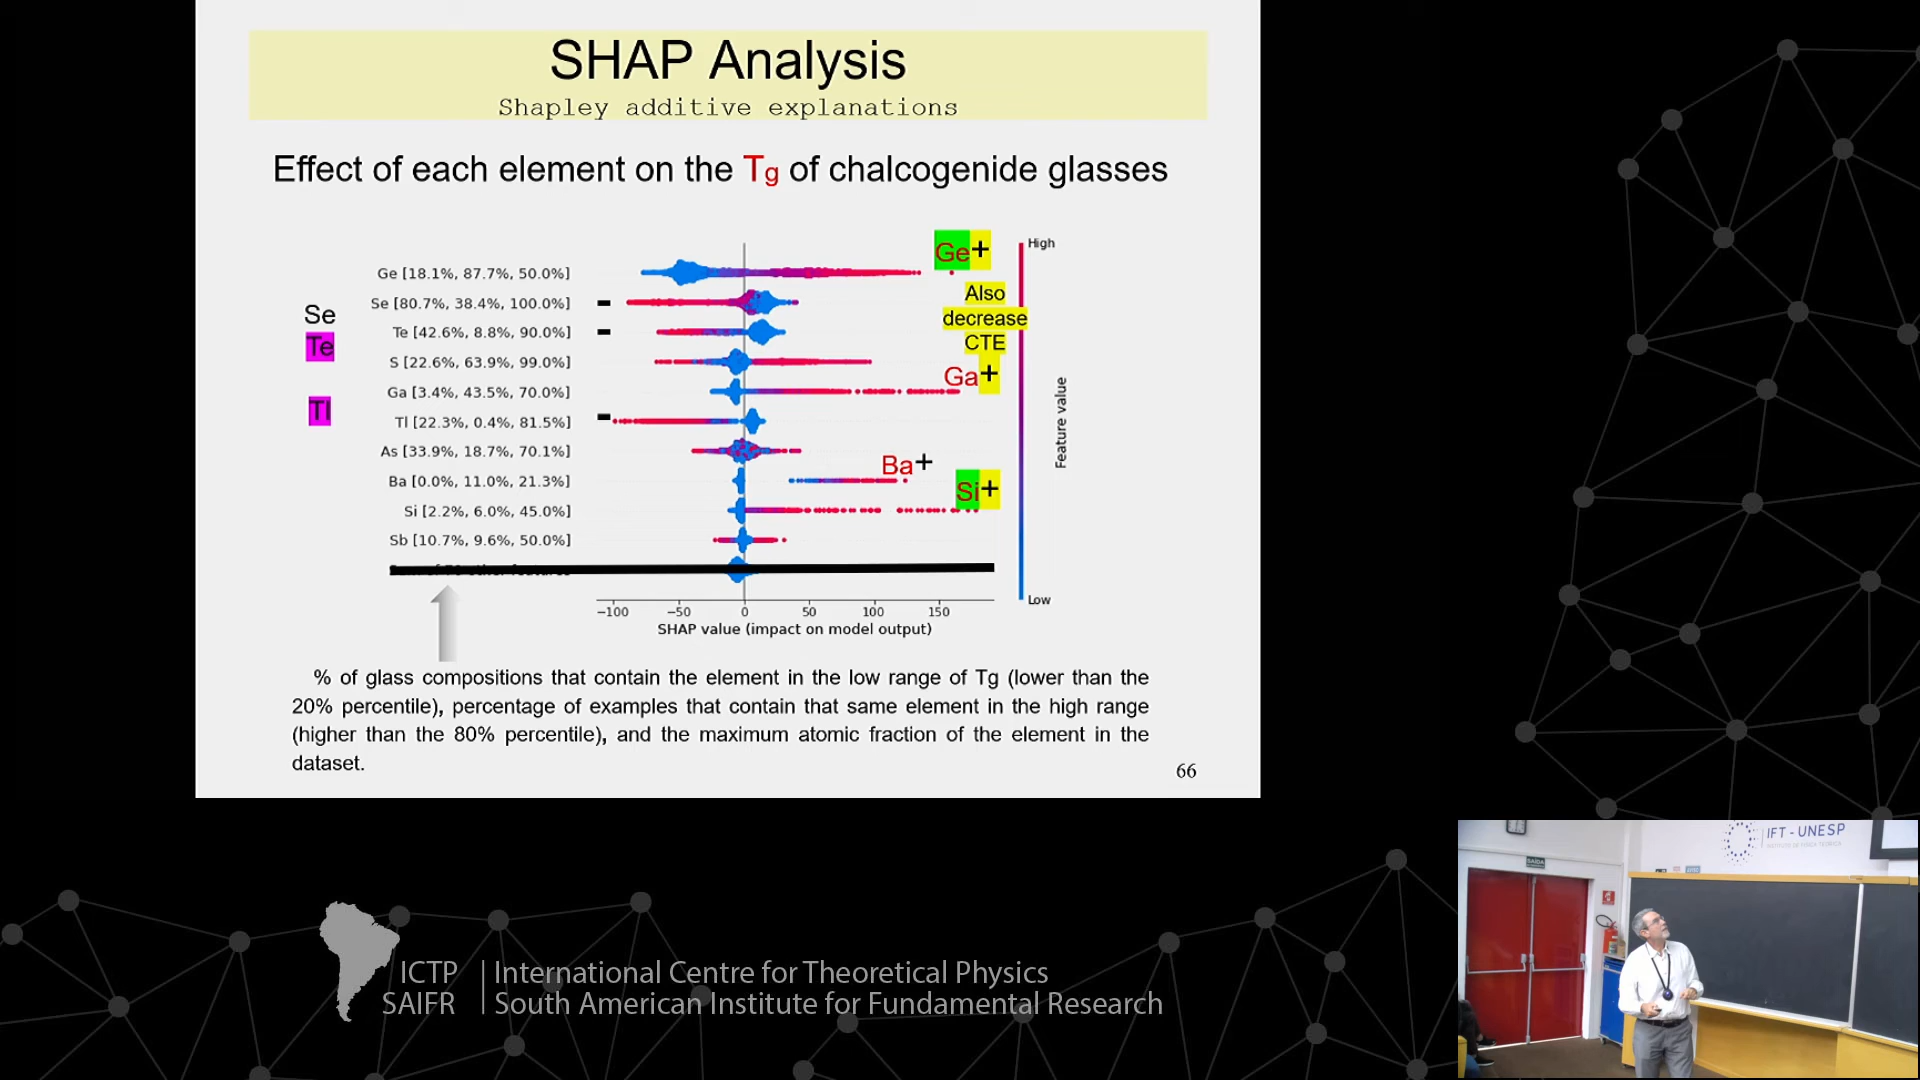 SHAP Analysis
Shapley additive explanations
Effect of each element on the Tg of chalcogenide glasses
Ge+
High
Ge [18.1%, 87.7%, 50.0%]
Also
decrease
CTE
Se
Se [80.7%, 38.4%, 100.0%] -
Te
Te [42.6%, 8.8%, 90.0%] -
S [22.6%, 63.9%, 99.0%]
Ga+
Ga [3.4%, 43.5%, 70.0%]
Tl
Tl [22.3%, 0.4%, 81.5%] -
As [33.9%, 18.7%, 70.1%]
Ba+
Ba [0.0%, 11.0%, 21.3%]
Si+
Si [2.2%, 6.0%, 45.0%]
Sb [10.7%, 9.6%, 50.0%]
Feature value
Low
−100 −50 0 50 100 150
SHAP value (impact on model output)
% of glass compositions that contain the element in the low range of Tg (lower than the
20% percentile), percentage of examples that contain that same element in the high range
(higher than the 80% percentile), and the maximum atomic fraction of the element in the
dataset.
66
IFT - UNESP
SAÍDA
ICTP | International Centre for Theoretical Physics
SAIFR | South American Institute for Fundamental Research